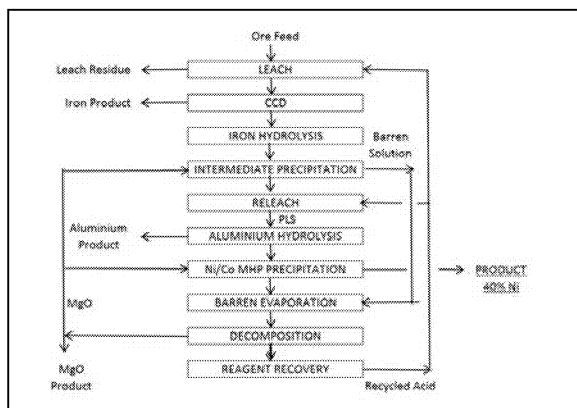 Ore Feed
Leach Residue
LEACH
Iron Product
CCD
IRON HYDROLYSIS
Barren
Solution
INTERMEDIATE PRECIPITATION
RELEACH
PLS
Aluminium
Product
ALUMINIUM HYDROLYSIS
Ni/Co MHP PRECIPITATION
PRODUCT
40% Ni
MgO
BARREN EVAPORATION
DECOMPOSITION
MgO
Product
REAGENT RECOVERY
Recycled Acid